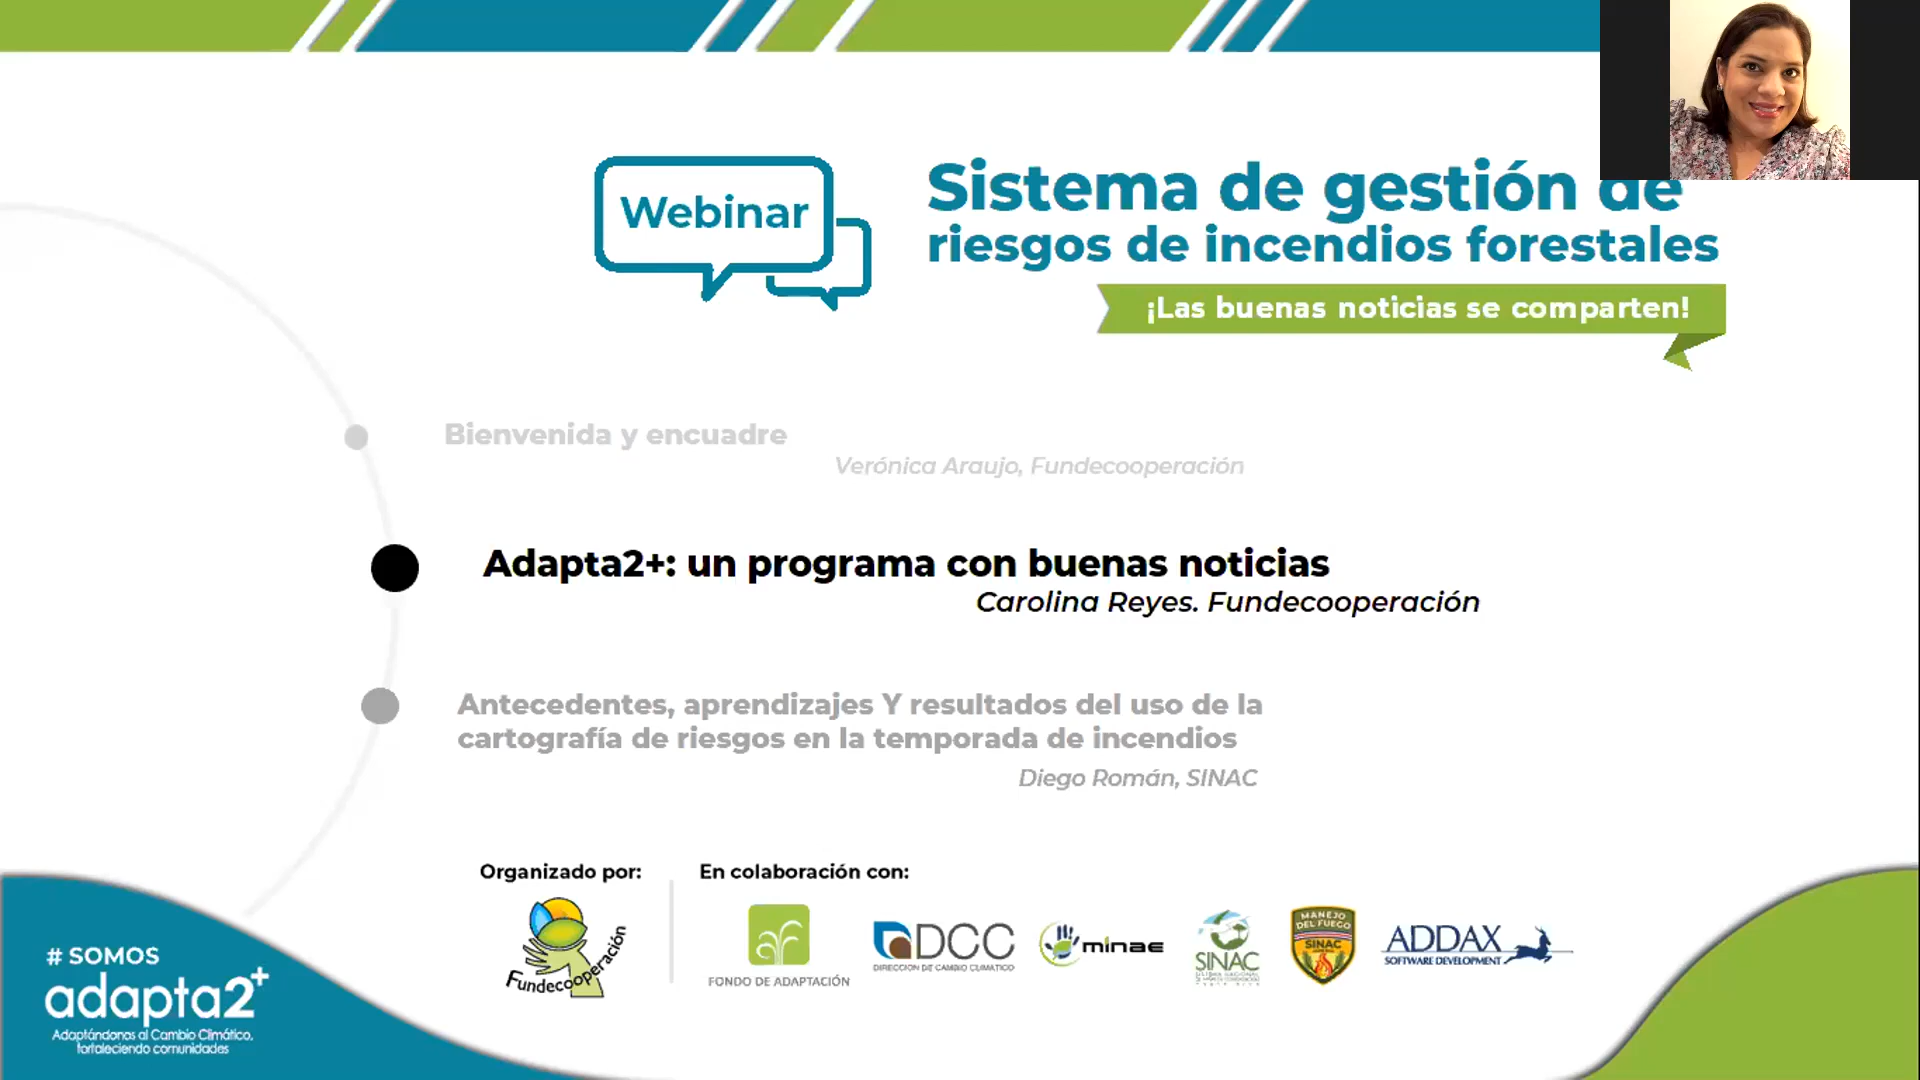 Webinar
Sistema de gestión de
riesgos de incendios forestales
¡Las buenas noticias se comparten!
Bienvenida y encuadre
Verónica Araujo, Fundecooperación
Adapta2+: un programa con buenas noticias
Carolina Reyes. Fundecooperación
Antecedentes, aprendizajes Y resultados del uso de la
cartografía de riesgos en la temporada de incendios
Diego Román, SINAC
Organizado por:
En colaboración con:
Fundecooperación
FONDO DE ADAPTACIÓN
DCC
DIRECCION DE CAMBIO CLIMATICO
minae
SINAC
MANEJO
DEL FUEGO
SINAC
ADDAX
SOFTWARE DEVELOPMENT
# SOMOS
adapta2+
Adaptándonos al Cambio Climático,
fortaleciendo comunidades